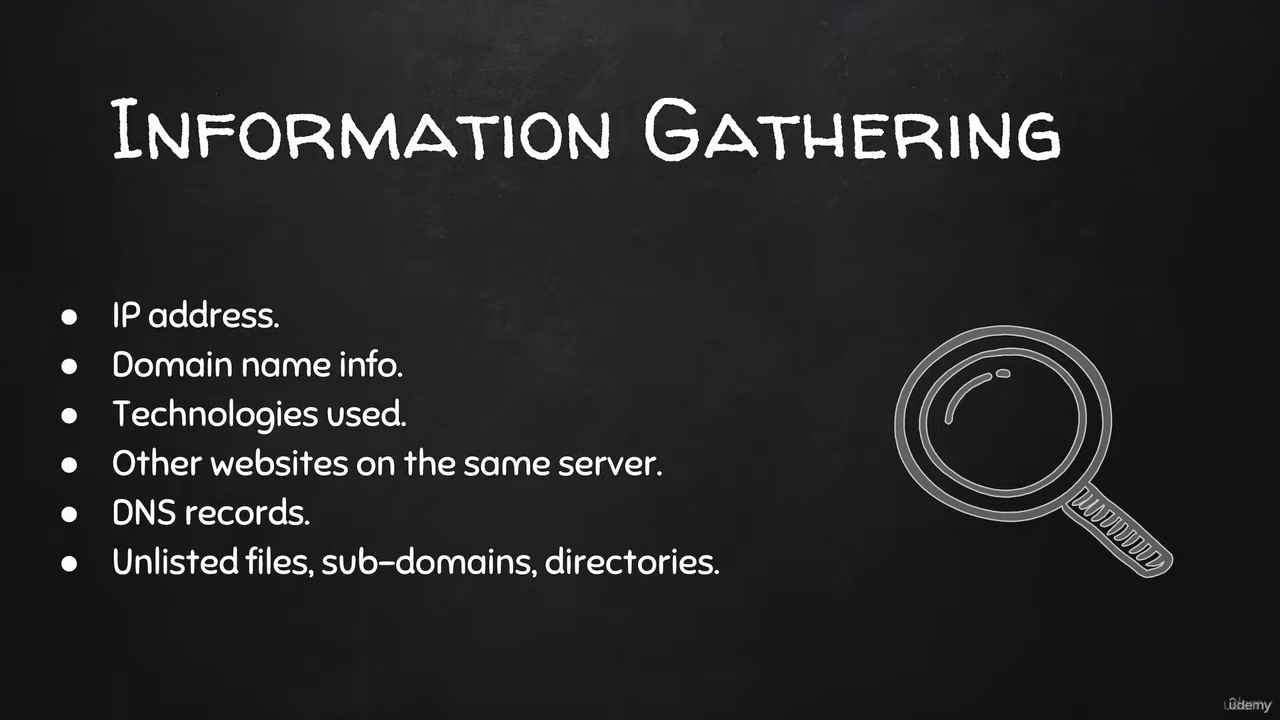 Information Gathering
● IP address.
● Domain name info.
● Technologies used.
● Other websites on the same server.
● DNS records.
● Unlisted files, sub-domains, directories.
ûdemy